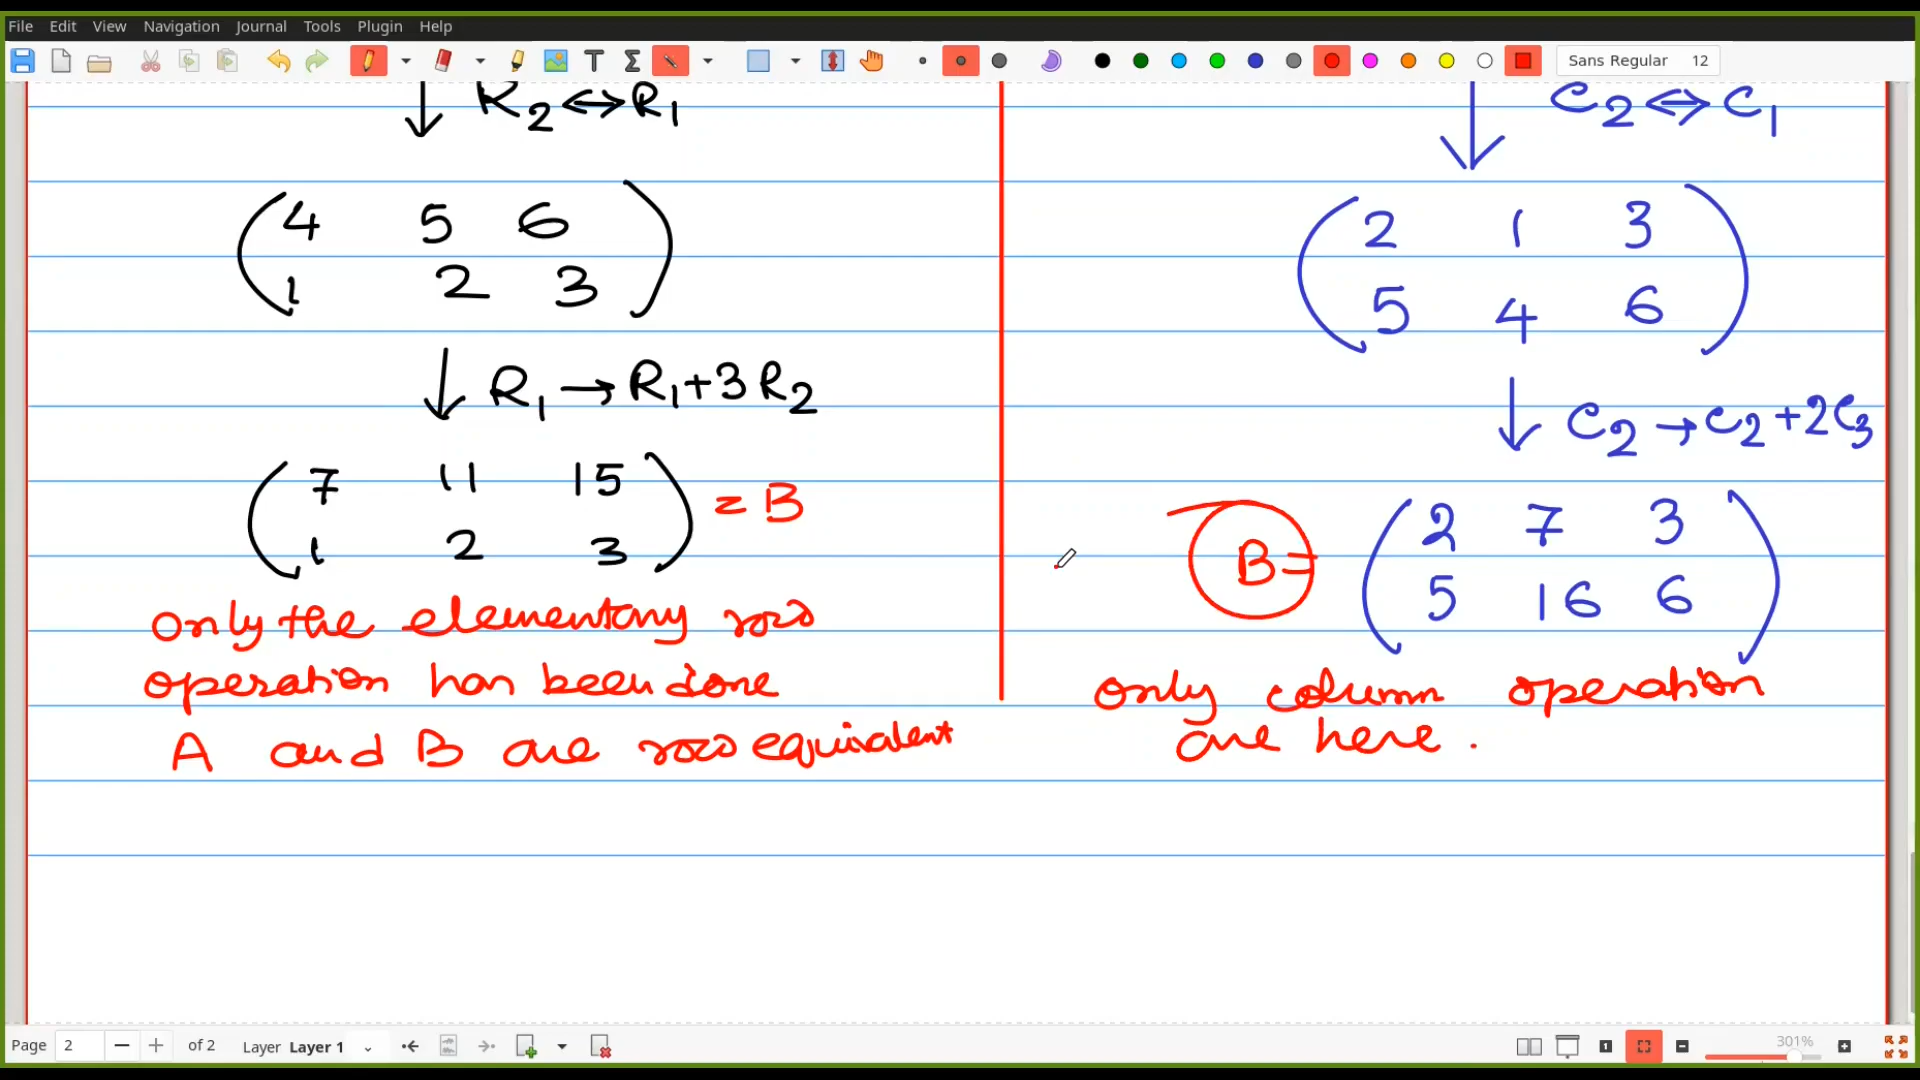 File Edit View Navigation Journal Tools Plugin Help
Sans Regular 12
R2 <-> R1
4 5 6
1 2 3
R1 → R1+3R2
7 11 15
1 2 3
= B
only the elementary row
operation has been done
A and B are row equivalent
C2 <-> C1
2 1 3
5 4 6
C2 → C2+2C3
B=
2 7 3
5 16 6
only column operation
are here.
Page 2 of 2 Layer Layer 1
301%